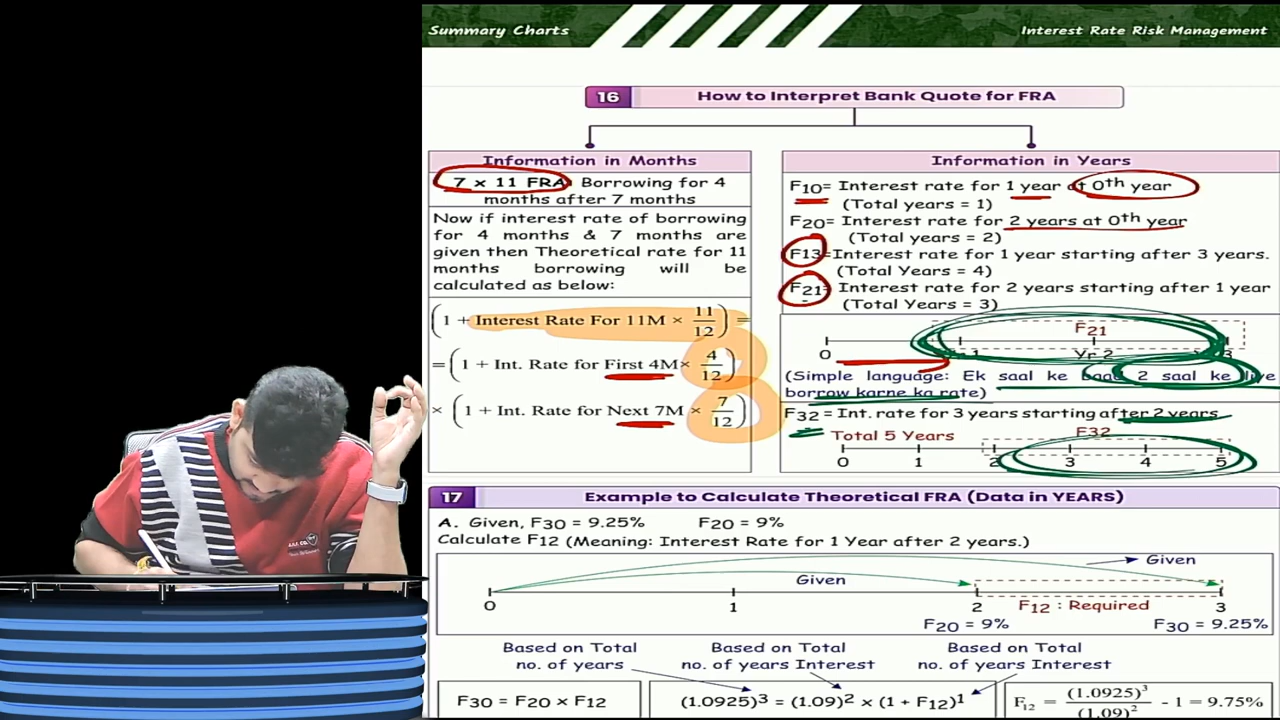 Summary Charts
Interest Rate Risk Management
16 How to Interpret Bank Quote for FRA
Information in Months
7 x 11 FRA: Borrowing for 4
months after 7 months
Now if interest rate of borrowing
for 4 months & 7 months are
given then Theoretical rate for 11
months borrowing will be
calculated as below:
(1 + Interest Rate For 11M × 11/12) =
= (1 + Int. Rate for First 4M × 4/12)
× (1 + Int. Rate for Next 7M × 7/12)
Information in Years
F10= Interest rate for 1 year at 0th year
(Total years = 1)
F20= Interest rate for 2 years at 0th year
(Total years = 2)
F13=Interest rate for 1 year starting after 3 years.
(Total Years = 4)
F21= Interest rate for 2 years starting after 1 year
(Total Years = 3)
F21
0 1 Yr 2 3
(Simple language: Ek saal ke baad 2 saal ke liye
borrow karne ka rate)
F32 = Int. rate for 3 years starting after 2 years
Total 5 Years F32
0 1 2 3 4 5
17 Example to Calculate Theoretical FRA (Data in YEARS)
A. Given, F30 = 9.25% F20 = 9%
Calculate F12 (Meaning: Interest Rate for 1 Year after 2 years.)
Given
Given
0 1 2 F12 : Required 3
F20 = 9% F30 = 9.25%
Based on Total
no. of years
Based on Total
no. of years Interest
Based on Total
no. of years Interest
F30 = F20 x F12
(1.0925)³ = (1.09)² x (1 + F12)¹
F12 = (1.0925)³/(1.09)² - 1 = 9.75%